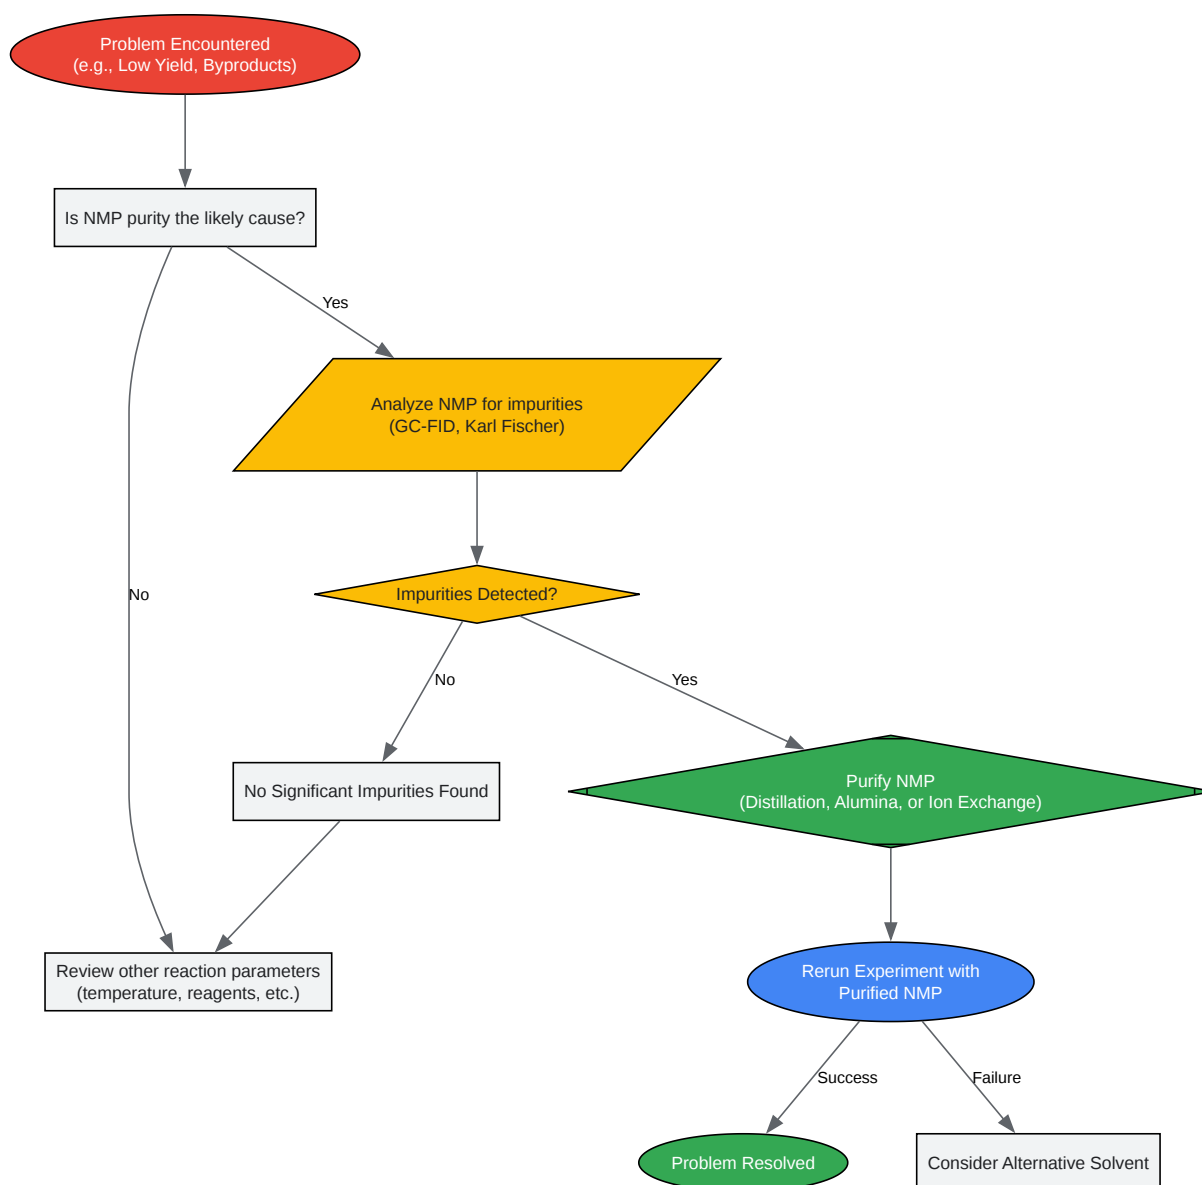 Problem Encountered
(e.g., Low Yield, Byproducts)
Is NMP purity the likely cause?
Yes
Analyze NMP for impurities
(GC-FID, Karl Fischer)
Impurities Detected?
No
No
Yes
No Significant Impurities Found
Purify NMP
(Distillation, Alumina, or Ion Exchange)
Review other reaction parameters
(temperature, reagents, etc.)
Rerun Experiment with
Purified NMP
Success
Failure
Problem Resolved
Consider Alternative Solvent